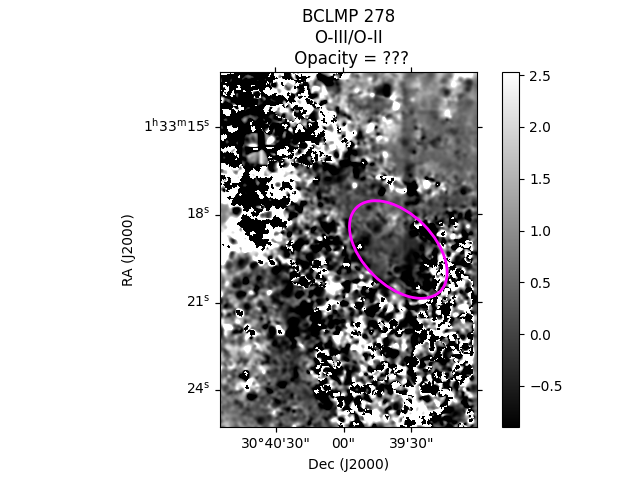 BCLMP 278
O-III/O-II
Opacity = ???
1ʰ33ᵐ15ˢ
18ˢ
21ˢ
24ˢ
RA (J2000)
30°40'30" 00" 39'30"
Dec (J2000)
2.5
2.0
1.5
1.0
0.5
0.0
−0.5